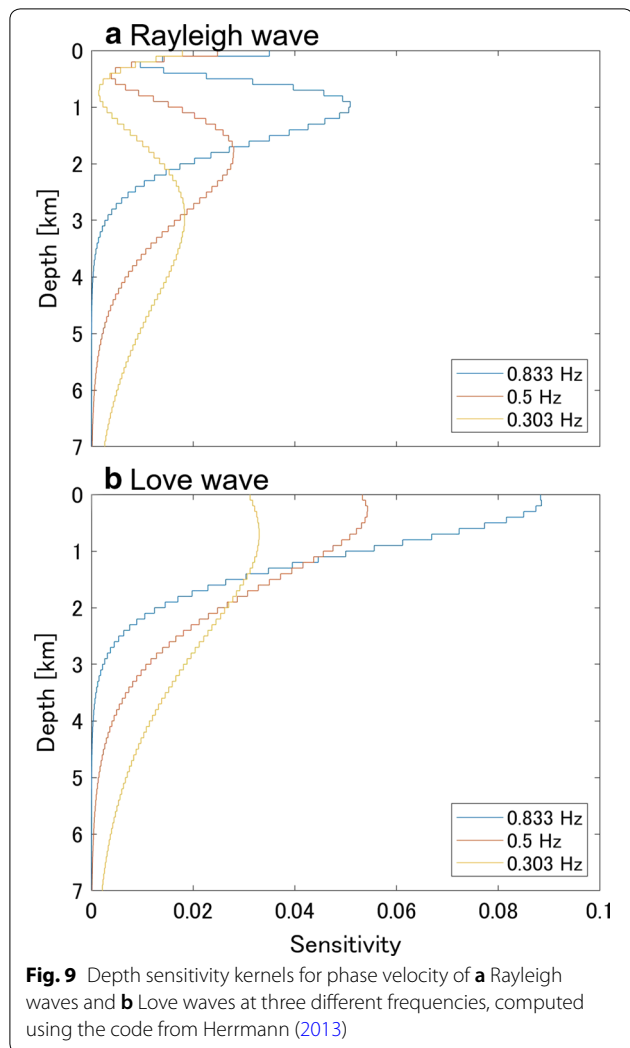 a Rayleigh wave
0
1
2
3
4
5
6
7
Depth [km]
0.833 Hz
0.5 Hz
0.303 Hz
b Love wave
0
1
2
3
4
5
6
7
Depth [km]
0.833 Hz
0.5 Hz
0.303 Hz
0 0.02 0.04 0.06 0.08 0.1
Sensitivity
Fig. 9 Depth sensitivity kernels for phase velocity of a Rayleigh
waves and b Love waves at three different frequencies, computed
using the code from Herrmann (2013)